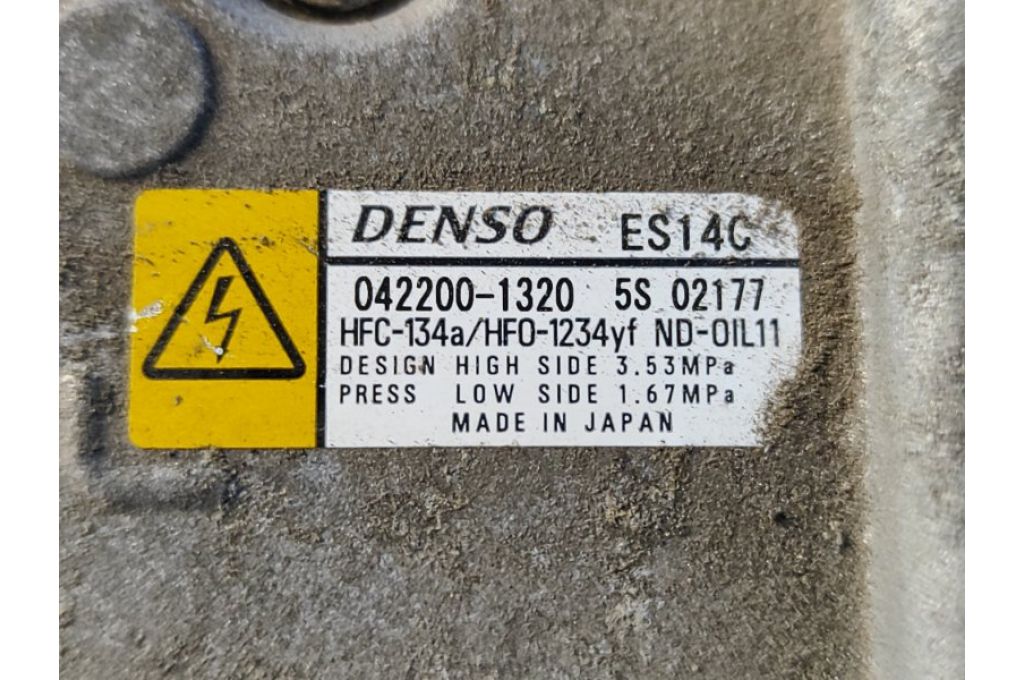 DENSO ES14C
042200-1320 5S 02177
HFC-134a/HFO-1234yf ND-OIL11
DESIGN HIGH SIDE 3.53MPa
PRESS LOW SIDE 1.67MPa
MADE IN JAPAN